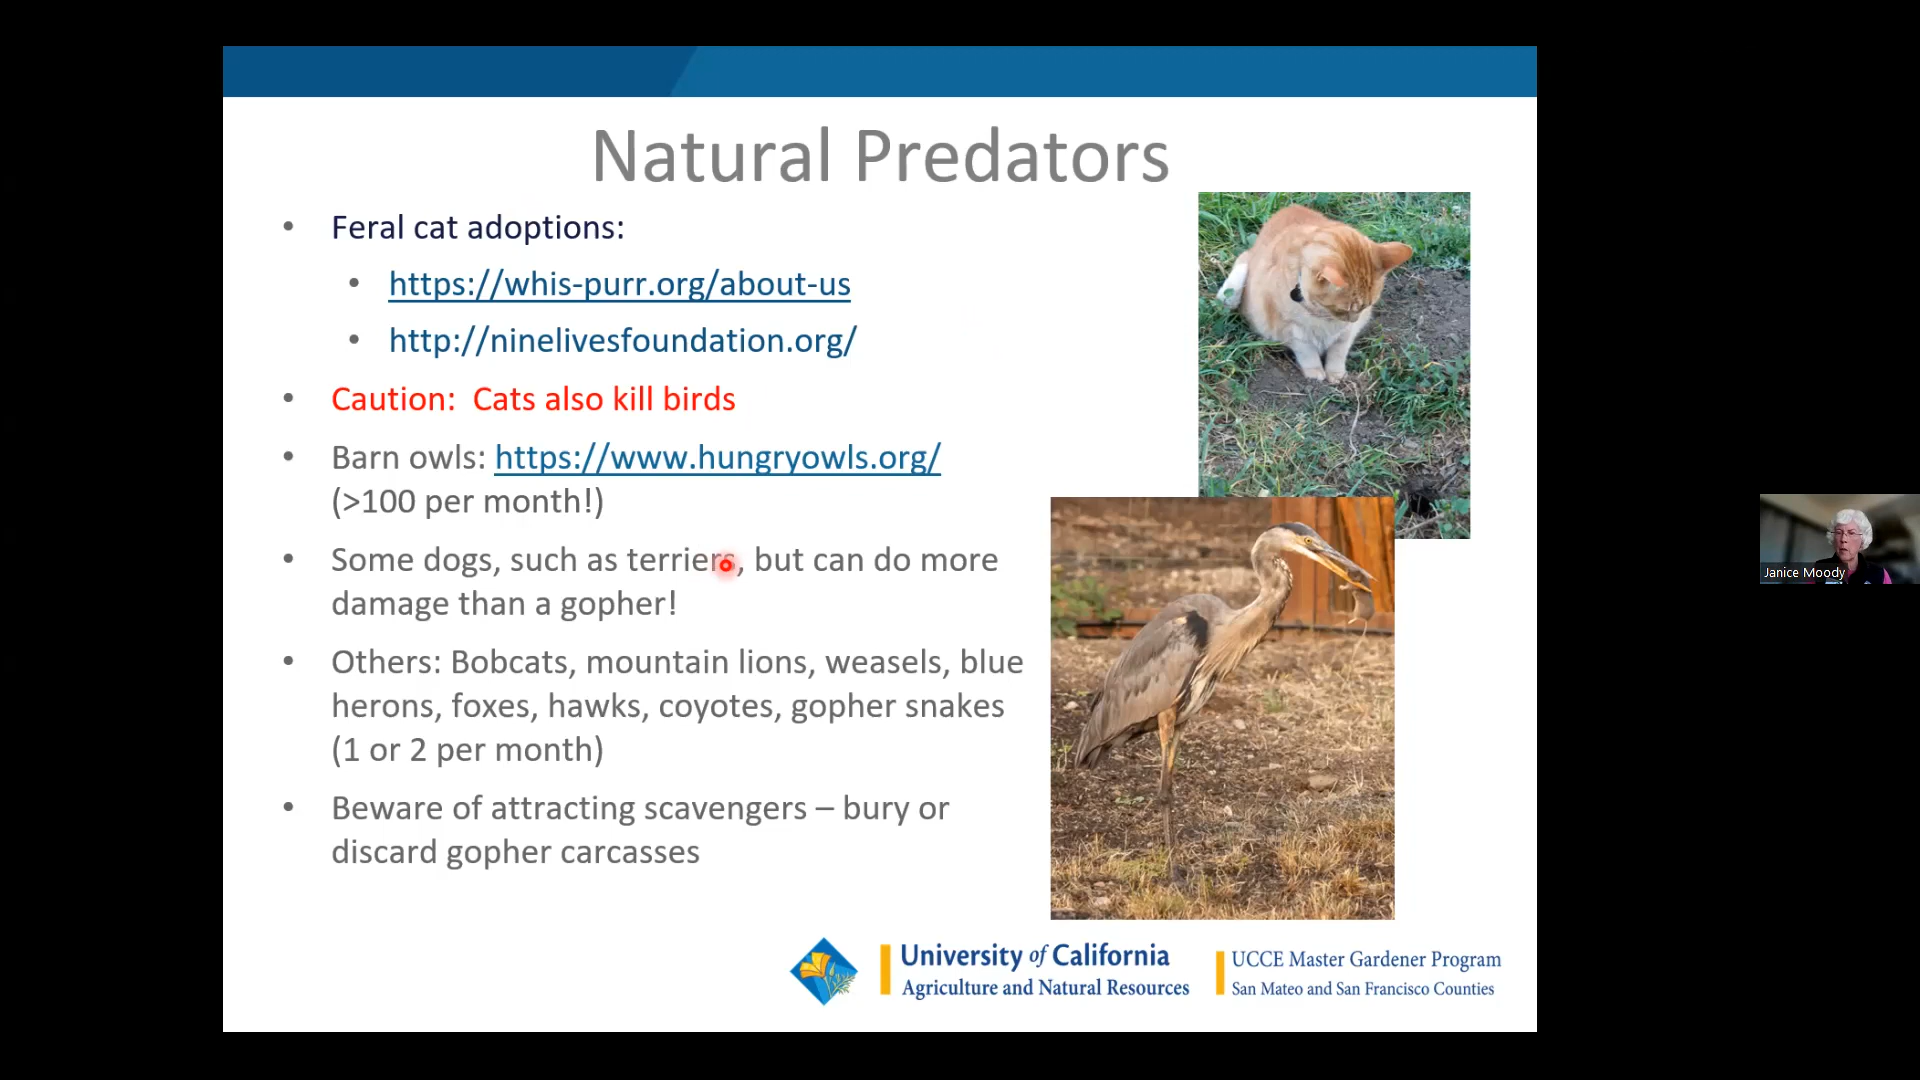 Natural Predators
• Feral cat adoptions:
• https://whis-purr.org/about-us
• http://ninelivesfoundation.org/
• Caution:  Cats also kill birds
• Barn owls: https://www.hungryowls.org/
(>100 per month!)
• Some dogs, such as terriers, but can do more
damage than a gopher!
• Others: Bobcats, mountain lions, weasels, blue
herons, foxes, hawks, coyotes, gopher snakes
(1 or 2 per month)
• Beware of attracting scavengers – bury or
discard gopher carcasses
Janice Moody
University of California
Agriculture and Natural Resources
UCCE Master Gardener Program
San Mateo and San Francisco Counties